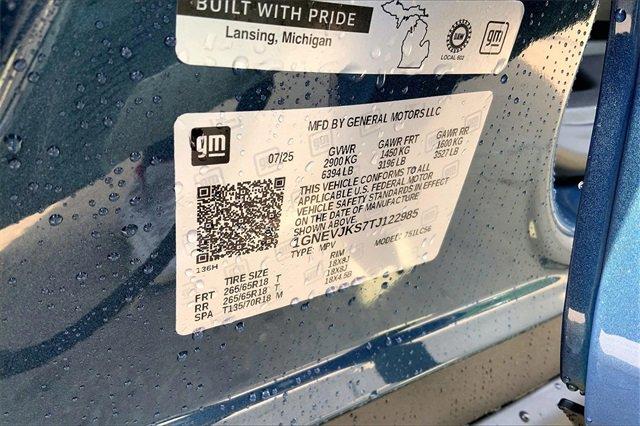 BUILT WITH PRIDE
Lansing, Michigan
LOCAL 602
gm
gm
MFD BY GENERAL MOTORS LLC
07/25
GVWR GAWR FRT GAWR RR
2900 KG 1450 KG 1600 KG
6394 LB 3196 LB 3527 LB
THIS VEHICLE CONFORMS TO ALL
APPLICABLE U.S. FEDERAL MOTOR
VEHICLE SAFETY STANDARDS IN EFFECT
ON THE DATE OF MANUFACTURE
SHOWN ABOVE.
1GNEVJKS7TJ122985
TYPE: MPV MODEL: 751LC56
136H
TIRE SIZE RIM
FRT 265/65R18 T 18X8J
RR 265/65R18 T 18X8J
SPA T135/70R18 M 18X4.5B